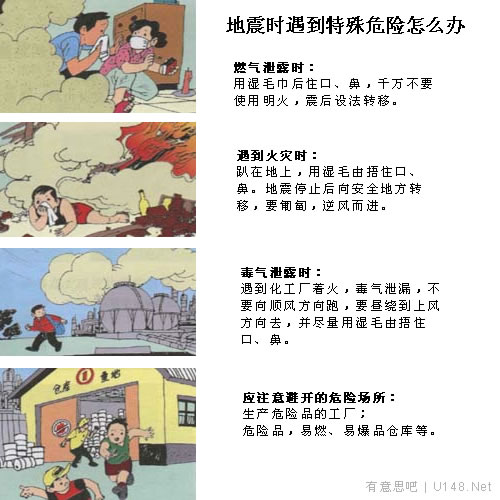 地震时遇到特殊危险怎么办
燃气泄露时：
用湿毛巾后住口、鼻，千万不要
使用明火，震后设法转移。
遇到火灾时：
趴在地上，用湿毛由捂住口、
鼻。地震停止后向安全地方转
移，要匍匐，逆风而进。
毒气泄露时：
遇到化工厂着火，毒气泄漏，不
要向顺风方向跑，要昼绕到上风
方向去，并尽量用湿毛由捂住
口、鼻。
应注意避开的危险场所：
生产危险品的工厂；
危险品，易燃、易爆品仓库等。
仓库
1
重地
有意思吧 | U148.Net